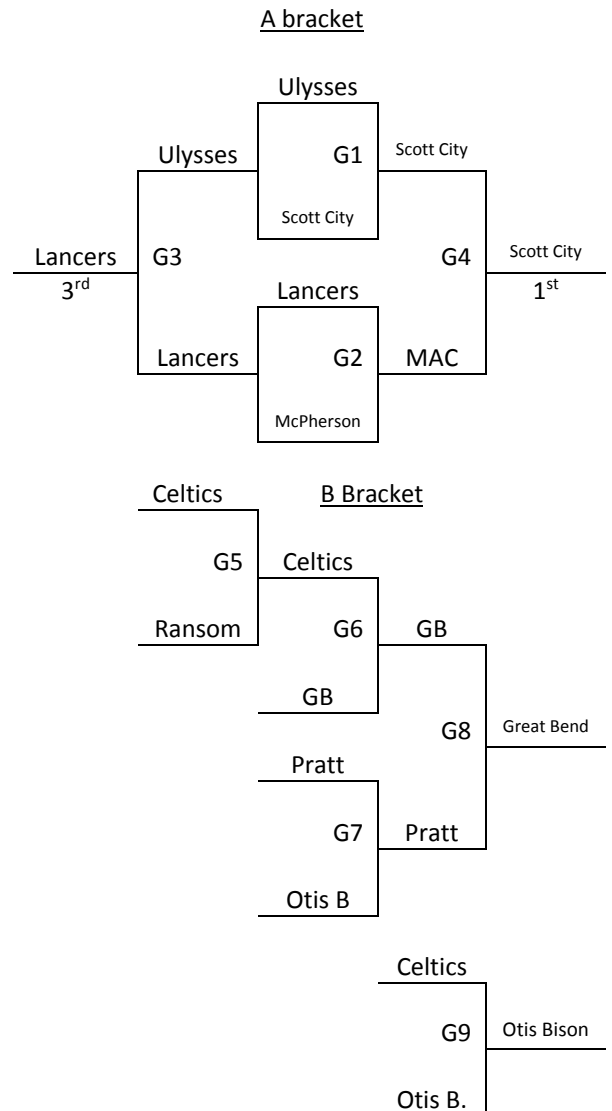 A bracket
Ulysses
Ulysses G1 Scott City
Scott City
Lancers G3 G4 Scott City
3rd Lancers 1st
Lancers G2 MAC
McPherson
Celtics B Bracket
G5 Celtics
Ransom G6 GB
GB
G8 Great Bend
Pratt
G7 Pratt
Otis B
Celtics
G9 Otis Bison
Otis B.